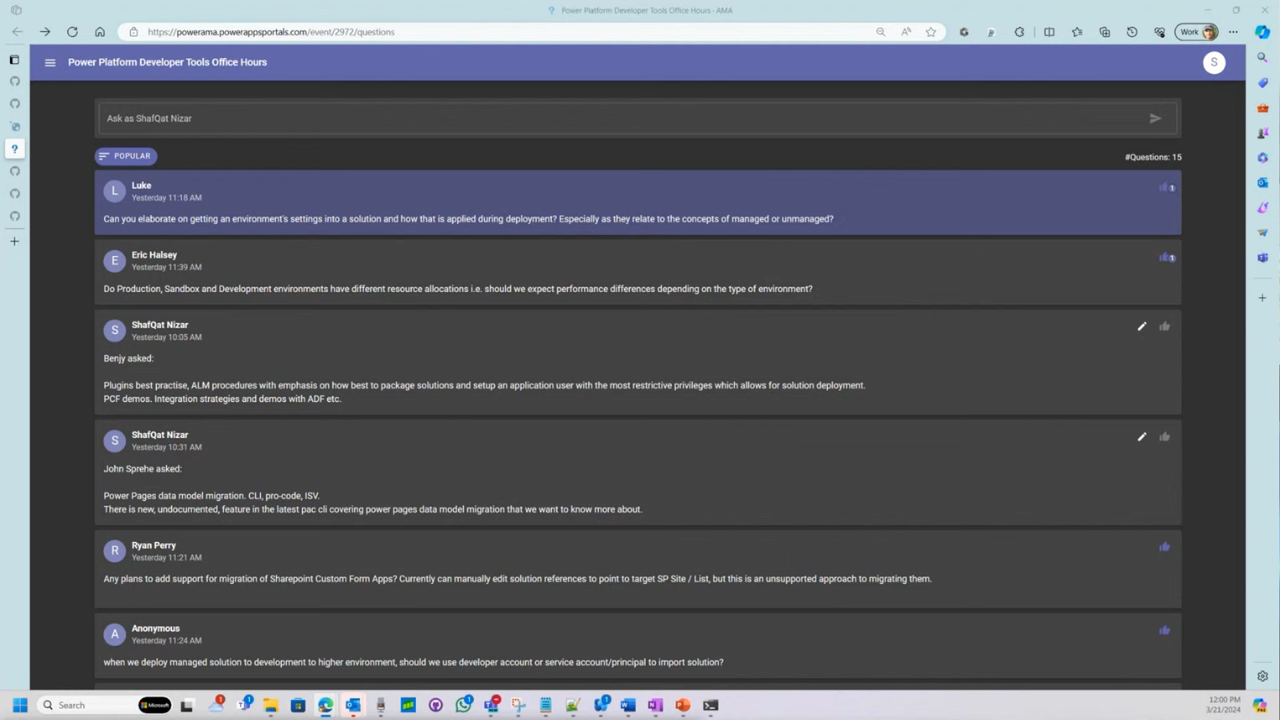 Power Platform Developer Tools Office Hours - AMA
https://powerama.powerappsportals.com/event/2972/questions
Work
Power Platform Developer Tools Office Hours
S
Ask as ShafQat Nizar
POPULAR
#Questions: 15
L
Luke
Yesterday 11:18 AM
1
Can you elaborate on getting an environment's settings into a solution and how that is applied during deployment? Especially as they relate to the concepts of managed or unmanaged?
E
Eric Halsey
Yesterday 11:39 AM
1
Do Production, Sandbox and Development environments have different resource allocations i.e. should we expect performance differences depending on the type of environment?
S
ShafQat Nizar
Yesterday 10:05 AM
Benjy asked:
Plugins best practise, ALM procedures with emphasis on how best to package solutions and setup an application user with the most restrictive privileges which allows for solution deployment.
PCF demos. Integration strategies and demos with ADF etc.
S
ShafQat Nizar
Yesterday 10:31 AM
John Sprehe asked:
Power Pages data model migration. CLI, pro-code, ISV.
There is new, undocumented, feature in the latest pac cli covering power pages data model migration that we want to know more about.
R
Ryan Perry
Yesterday 11:21 AM
Any plans to add support for migration of Sharepoint Custom Form Apps? Currently can manually edit solution references to point to target SP Site / List, but this is an unsupported approach to migrating them.
A
Anonymous
Yesterday 11:24 AM
when we deploy managed solution to development to higher environment, should we use developer account or service account/principal to import solution?
Search
Microsoft
12:00 PM
3/21/2024